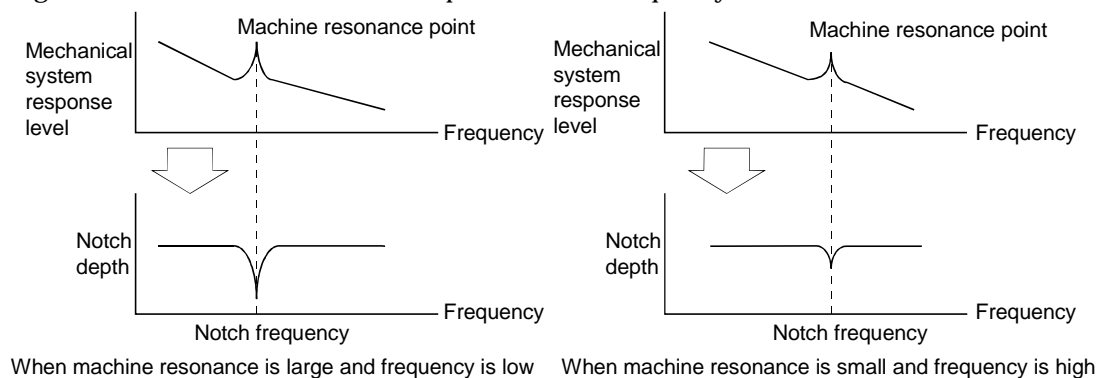 Machine resonance point
Mechanical
system
response
level
Frequency
Notch
depth
Frequency
Notch frequency
When machine resonance is large and frequency is low
Machine resonance point
Mechanical
system
response
level
Frequency
Notch
depth
Frequency
Notch frequency
When machine resonance is small and frequency is high